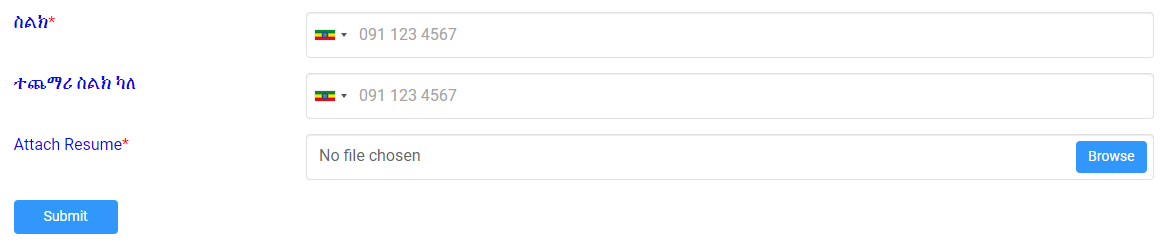 ስልክ*
091 123 4567
ተጨማሪ ስልክ ካለ
091 123 4567
Attach Resume*
No file chosen
Browse
Submit